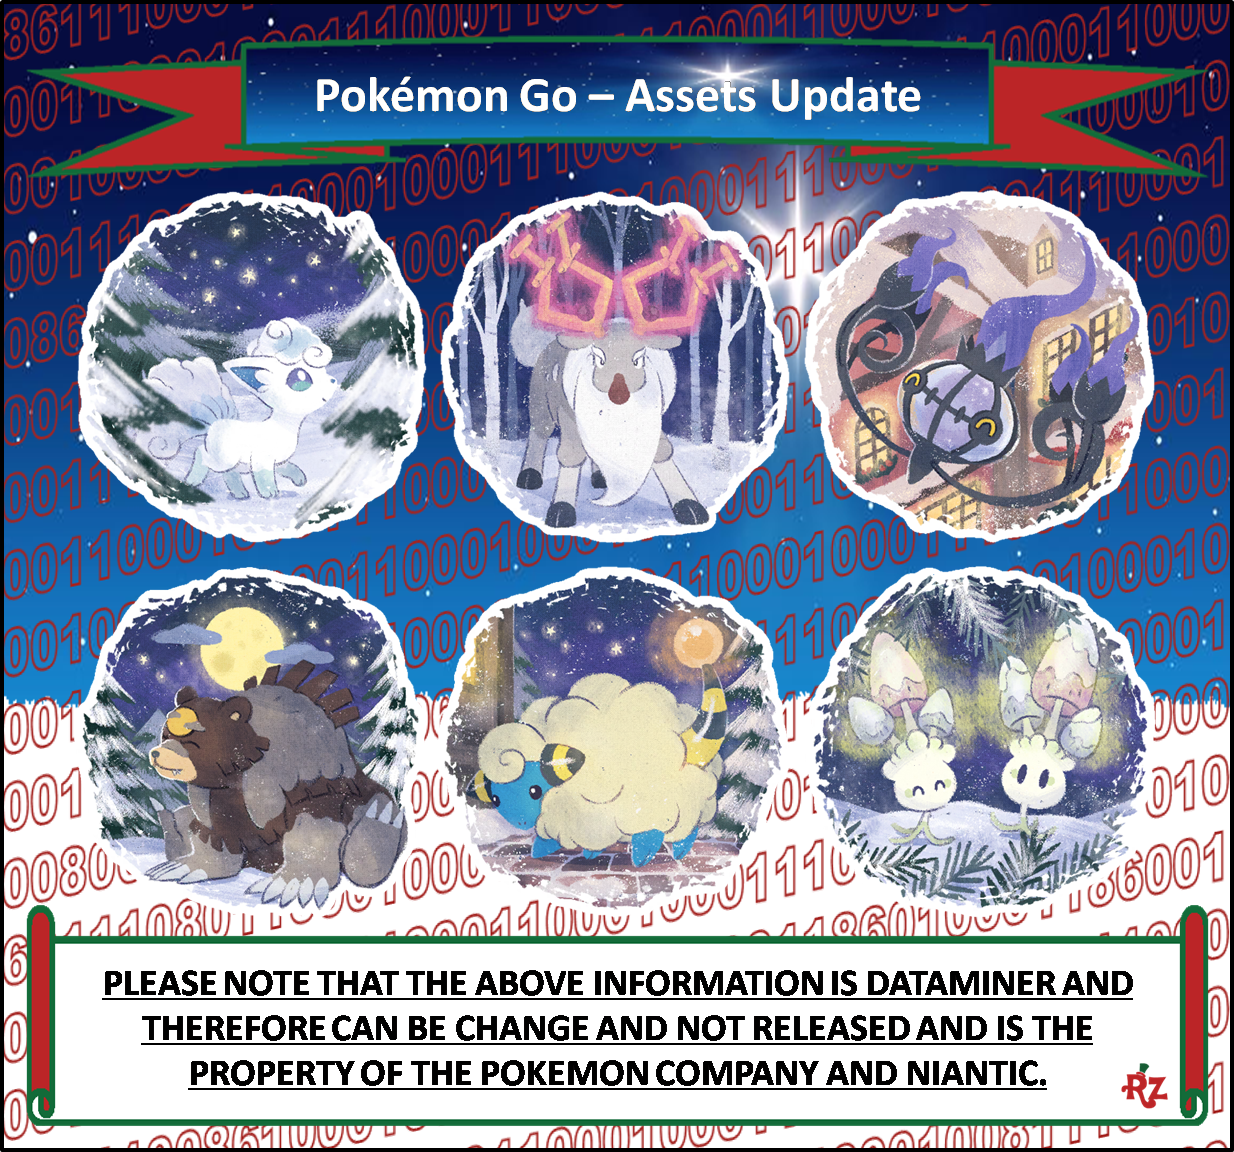 Pokémon Go – Assets Update
PLEASE NOTE THAT THE ABOVE INFORMATION IS DATAMINER AND
THEREFORE CAN BE CHANGE AND NOT RELEASED AND IS THE
PROPERTY OF THE POKEMON COMPANY AND NIANTIC.
RZ